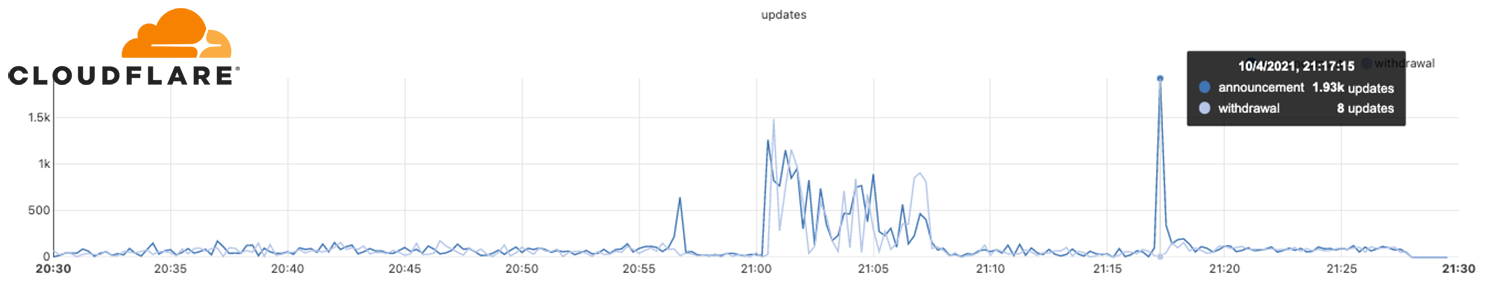 updates
CLOUDFLARE®
withdrawal
10/4/2021, 21:17:15
announcement 1.93k updates
withdrawal 8 updates
1.5k
1k
500
0
20:30 20:35 20:40 20:45 20:50 20:55 21:00 21:05 21:10 21:15 21:20 21:25 21:30